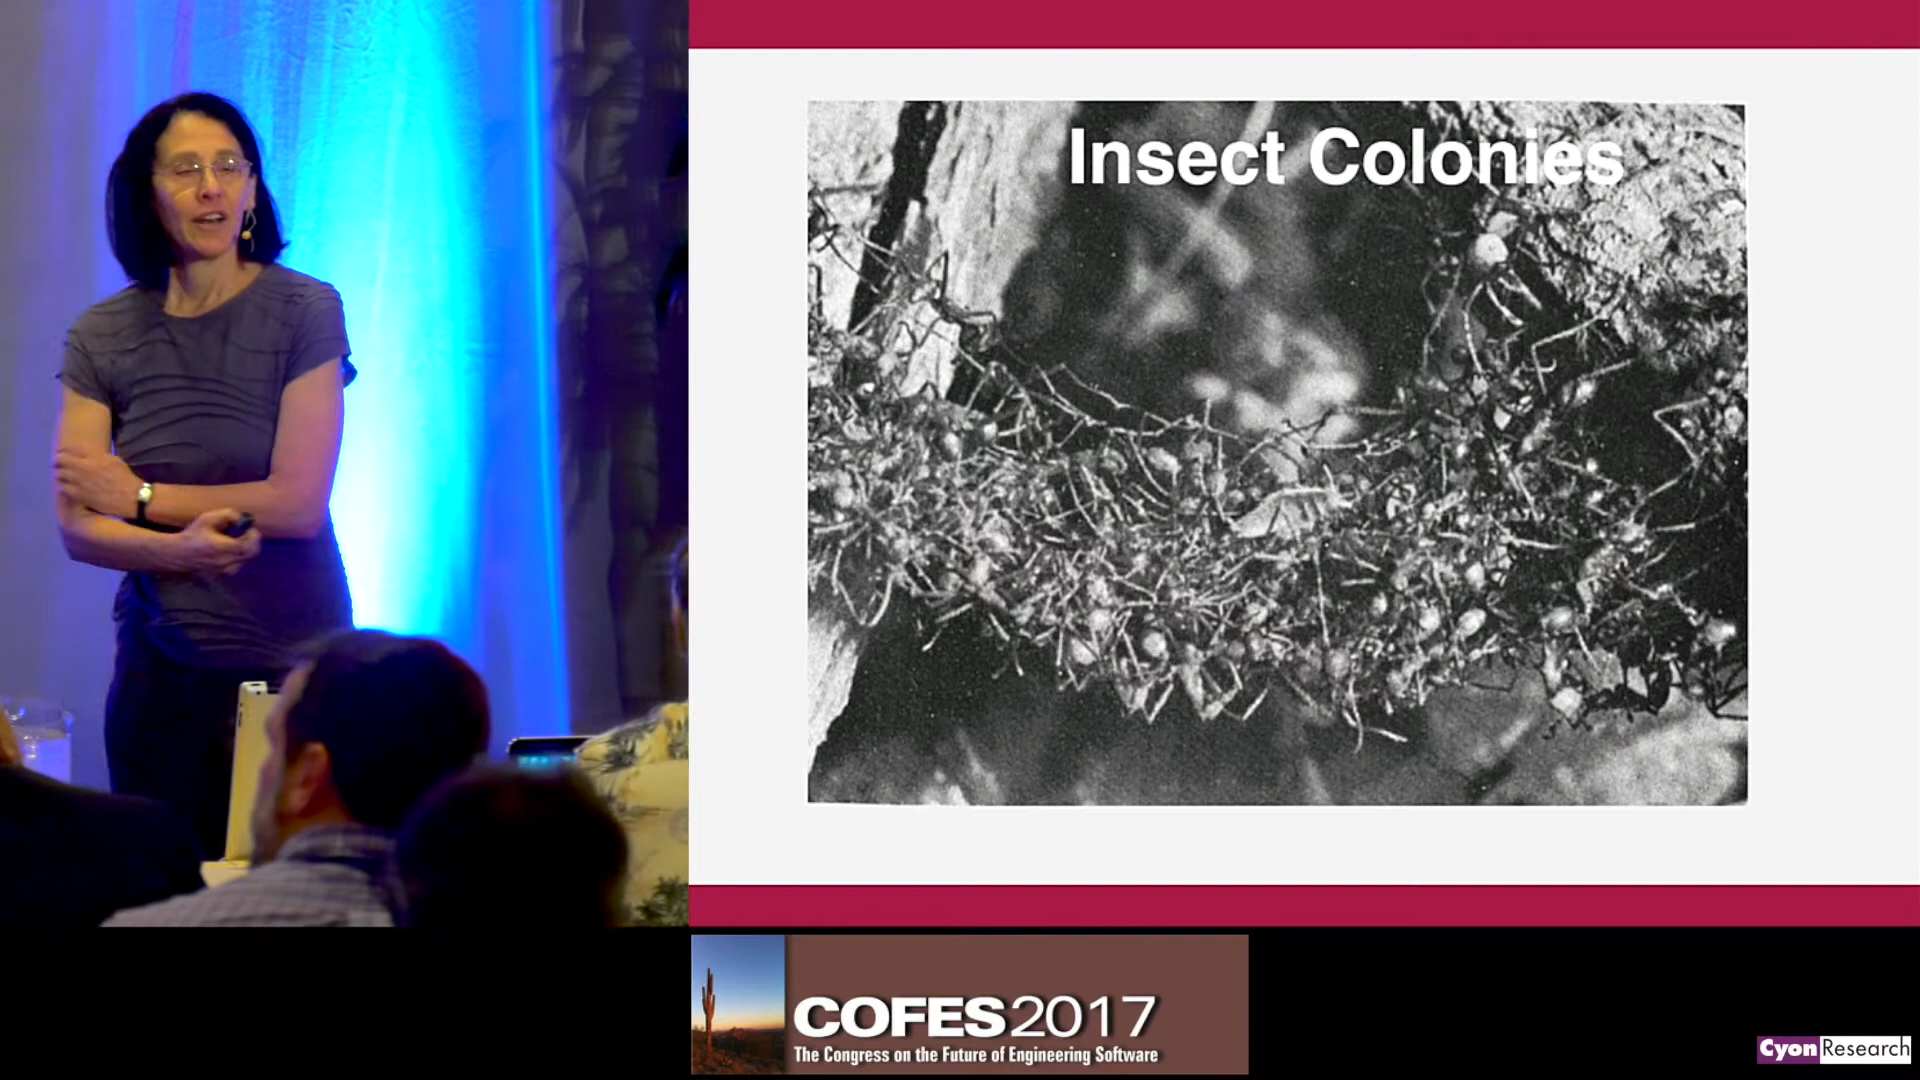 Insect Colonies
COFES2017
The Congress on the Future of Engineering Software
CyonResearch